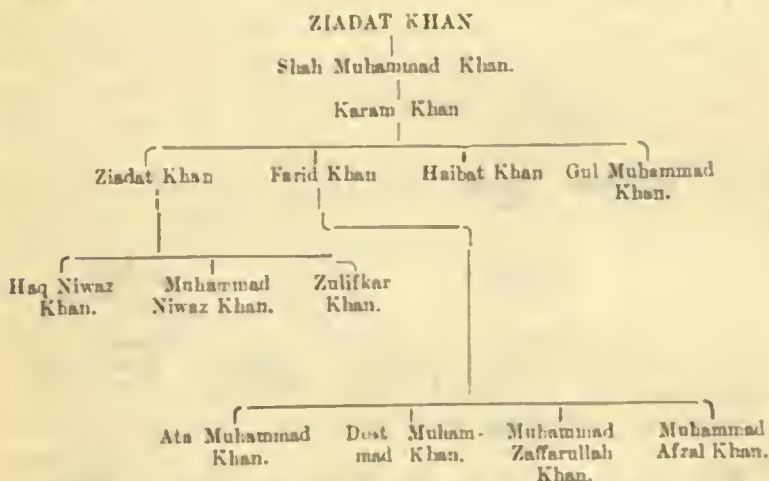 ZIADAT KHAN
Shah Muhammad Khan.
Karam Khan
Ziadat Khan Farid Khan Haibat Khan Gul Muhammad
Khan.
Haq Niwaz Muhammad Zulifkar
Khan. Niwaz Khan. Khan.
Ata Muhammad Dost Muham- Muhammad Muhammad
Khan. mad Khan. Zaffarullah Afzal Khan.
Khan.